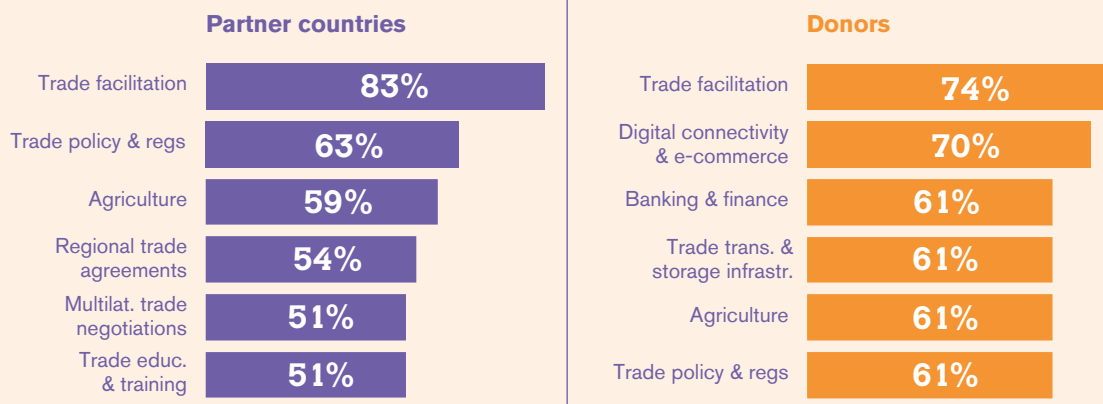 Partner countries
Trade facilitation
83%
Trade policy & regs
63%
Agriculture
59%
Regional trade
agreements
54%
Multilat. trade
negotiations
51%
Trade educ.
& training
51%
Donors
Trade facilitation
74%
Digital connectivity
& e-commerce
70%
Banking & finance
61%
Trade trans. &
storage infrastr.
61%
Agriculture
61%
Trade policy & regs
61%